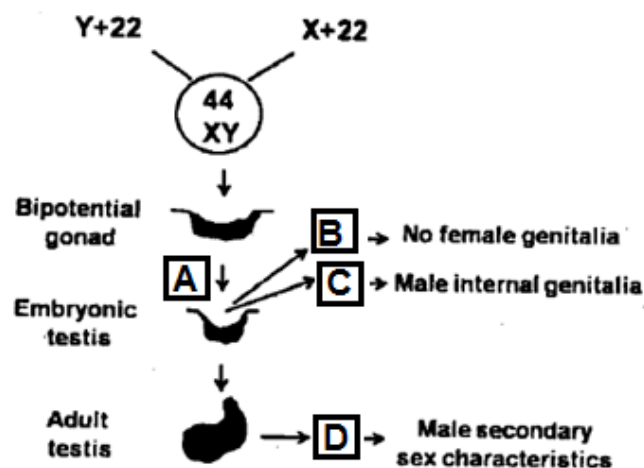 Y+22
X+22
44
XY
Bipotential
gonad
B
No female genitalia
A
C
Male internal genitalia
Embryonic
testis
Adult
testis
D
Male secondary
sex characteristics